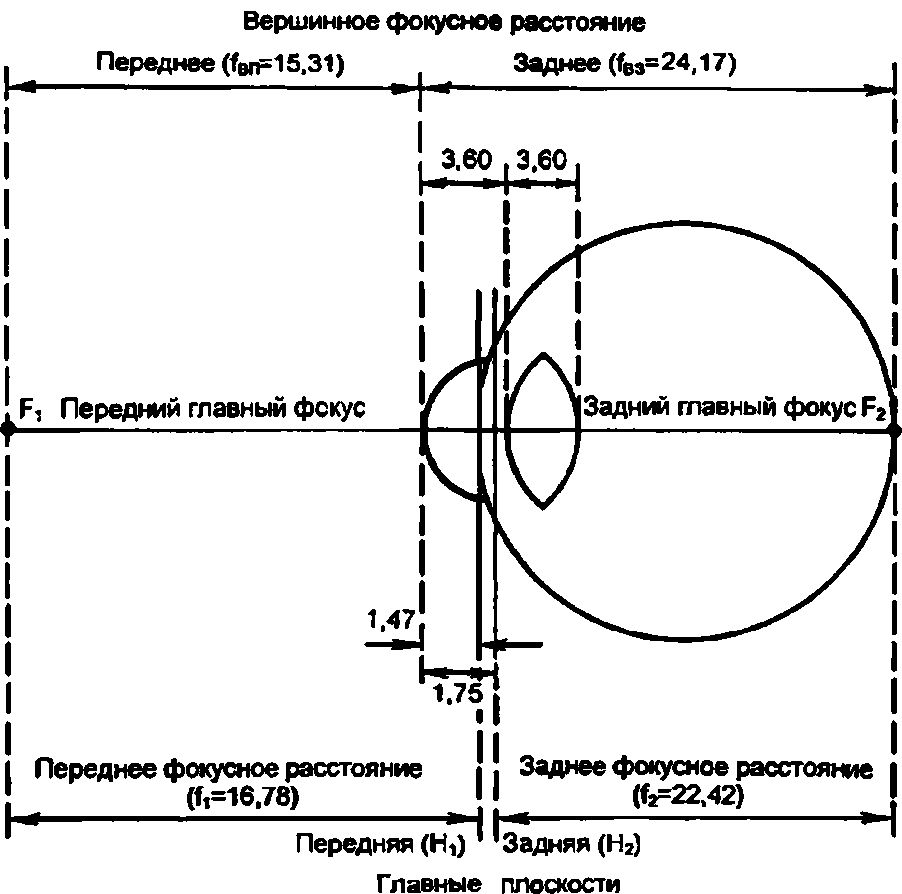 Вершинное фокусное расстояние
Переднее (fвп=15,31)
Заднее (fвз=24,17)
3,60
3,60
F₁ Передний главный фокус
Задний главный фокус F₂
1,47
1,75
Переднее фокусное расстояние
(f₁=16,78)
Заднее фокусное расстояние
(f₂=22,42)
Передняя (H₁)
Задняя (H₂)
Главные плоскости